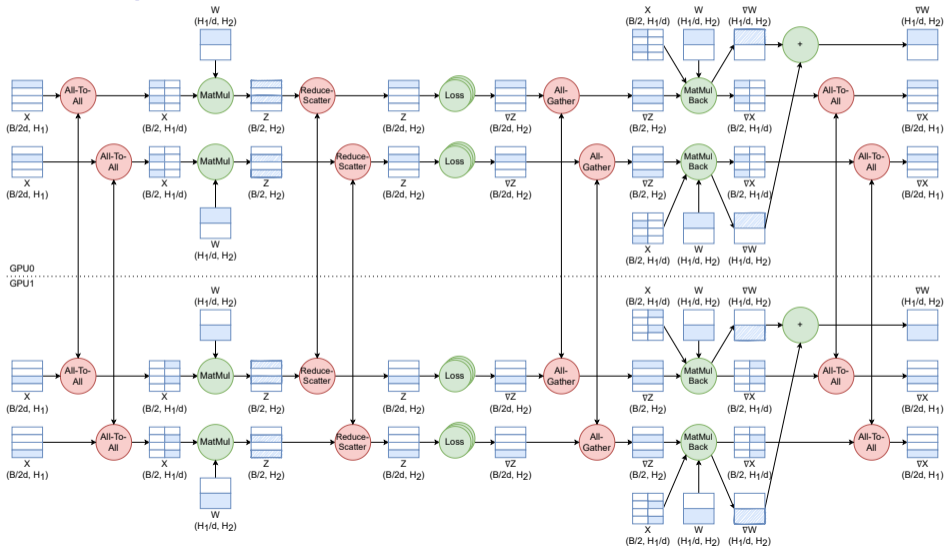 W
(H1/d, H2)
X
(B/2, H1/d)
W
(H1/d, H2)
∇W
(H1/d, H2)
+
∇W
(H1/d, H2)
All-To-
All
MatMul
Reduce-
Scatter
Loss
All-
Gather
MatMul
Back
All-To-
All
X
(B/2d, H1)
X
(B/2, H1/d)
Z
(B/2, H2)
Z
(B/2d, H2)
∇Z
(B/2d, H2)
∇Z
(B/2, H2)
∇X
(B/2, H1/d)
∇X
(B/2d, H1)
All-To-
All
MatMul
Reduce-
Scatter
Loss
All-
Gather
MatMul
Back
All-To-
All
X
(B/2d, H1)
X
(B/2, H1/d)
Z
(B/2, H2)
Z
(B/2d, H2)
∇Z
(B/2d, H2)
∇Z
(B/2, H2)
∇X
(B/2, H1/d)
∇X
(B/2d, H1)
W
(H1/d, H2)
X
(B/2, H1/d)
W
(H1/d, H2)
∇W
(H1/d, H2)
GPU0
GPU1
W
(H1/d, H2)
X
(B/2, H1/d)
W
(H1/d, H2)
∇W
(H1/d, H2)
+
∇W
(H1/d, H2)
All-To-
All
MatMul
Reduce-
Scatter
Loss
All-
Gather
MatMul
Back
All-To-
All
X
(B/2d, H1)
X
(B/2, H1/d)
Z
(B/2, H2)
Z
(B/2d, H2)
∇Z
(B/2d, H2)
∇Z
(B/2, H2)
∇X
(B/2, H1/d)
∇X
(B/2d, H1)
All-To-
All
MatMul
Reduce-
Scatter
Loss
All-
Gather
MatMul
Back
All-To-
All
X
(B/2d, H1)
X
(B/2, H1/d)
Z
(B/2, H2)
Z
(B/2d, H2)
∇Z
(B/2d, H2)
∇Z
(B/2, H2)
∇X
(B/2, H1/d)
∇X
(B/2d, H1)
W
(H1/d, H2)
X
(B/2, H1/d)
W
(H1/d, H2)
∇W
(H1/d, H2)